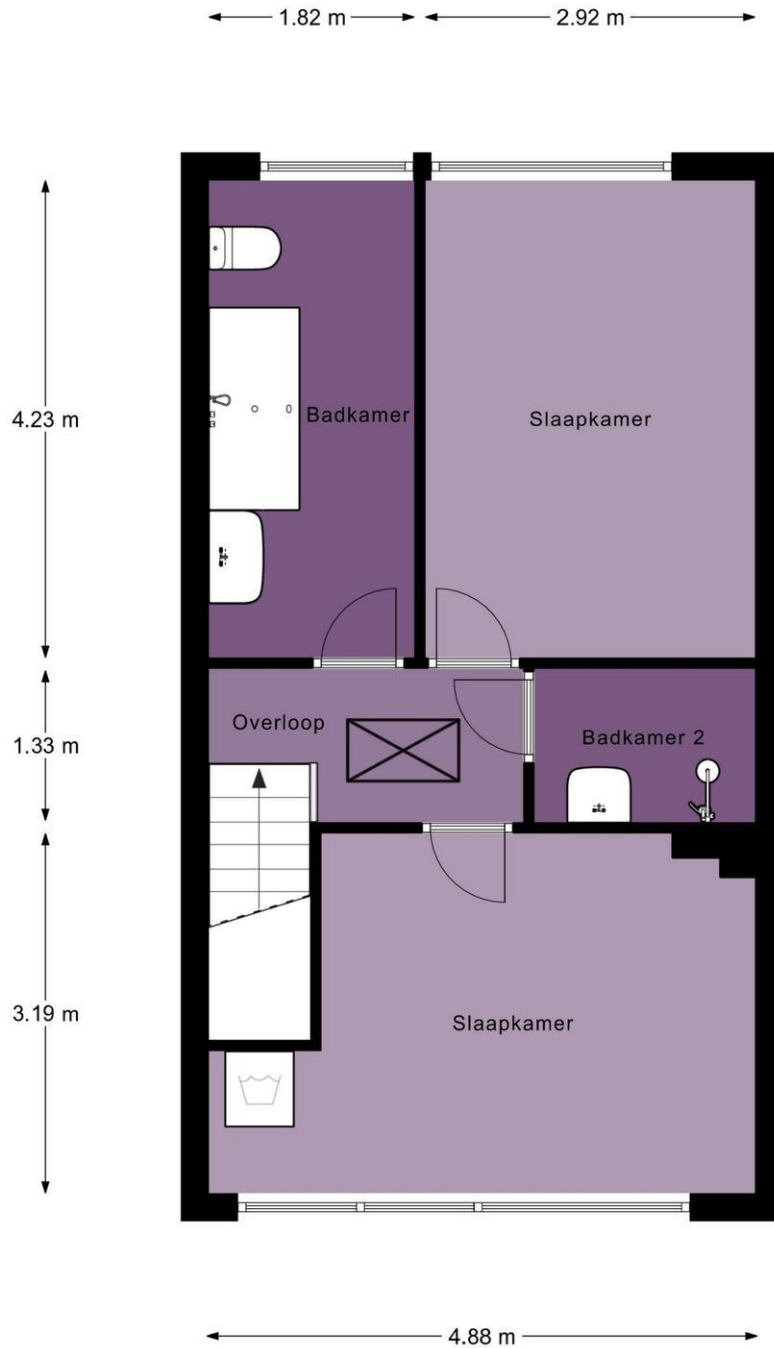 1.82 m
2.92 m
4.23 m
Badkamer
Slaapkamer
1.33 m
Overloop
Badkamer 2
3.19 m
Slaapkamer
4.88 m